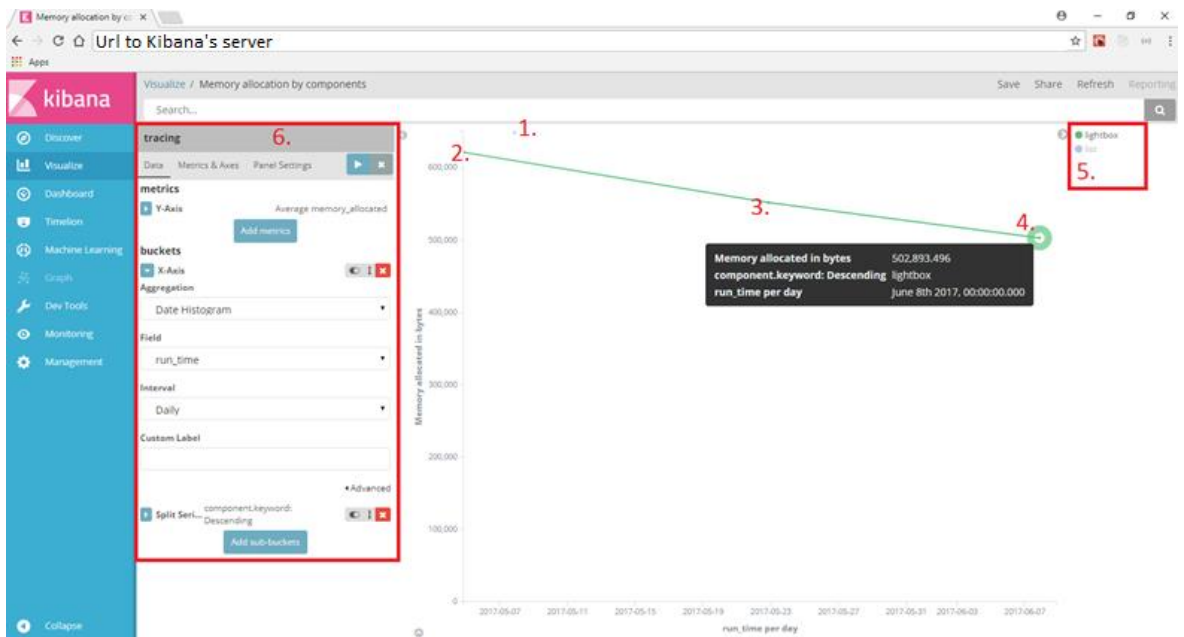 Memory allocation by co
Url to Kibana's server
Apps
kibana
Discover
Visualize
Dashboard
Timelion
Machine Learning
Graph
Dev Tools
Monitoring
Management
Collapse
Visualize / Memory allocation by components
Save Share Refresh Reporting
Search...
tracing 6.
Data Metrics & Axes Panel Settings
metrics
Y-Axis Average memory_allocated
Add metrics
buckets
X-Axis
Aggregation
Date Histogram
Field
run_time
Interval
Daily
Custom Label
Advanced
Split Seri... component.keyword:
Descending
Add sub-buckets
1.
2.
3.
4.
600,000
500,000
400,000
300,000
200,000
100,000
0
Memory allocated in bytes
Memory allocated in bytes 502,893.496
component.keyword: Descending lightbox
run_time per day June 8th 2017, 00:00:00.000
2017-05-07 2017-05-11 2017-05-15 2017-05-19 2017-05-23 2017-05-27 2017-05-31 2017-06-03 2017-06-07
run_time per day
lightbox
5.